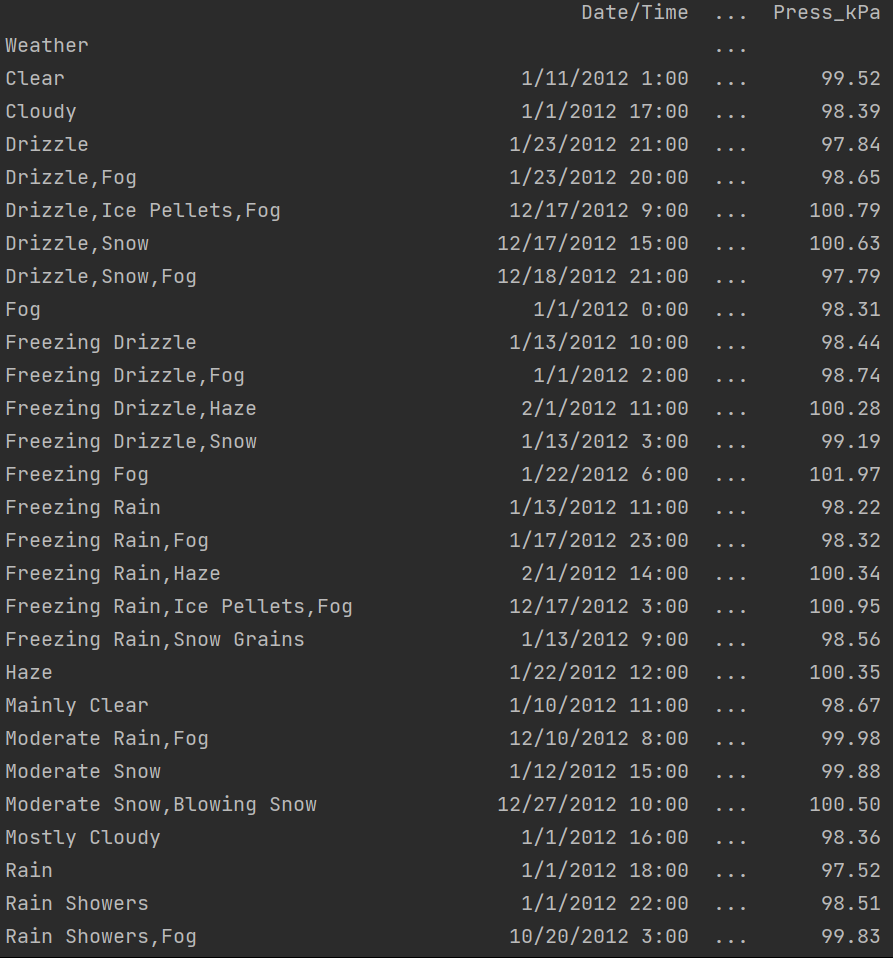 Date/Time ... Press_kPa
Weather ...
Clear 1/11/2012 1:00 ... 99.52
Cloudy 1/1/2012 17:00 ... 98.39
Drizzle 1/23/2012 21:00 ... 97.84
Drizzle,Fog 1/23/2012 20:00 ... 98.65
Drizzle,Ice Pellets,Fog 12/17/2012 9:00 ... 100.79
Drizzle,Snow 12/17/2012 15:00 ... 100.63
Drizzle,Snow,Fog 12/18/2012 21:00 ... 97.79
Fog 1/1/2012 0:00 ... 98.31
Freezing Drizzle 1/13/2012 10:00 ... 98.44
Freezing Drizzle,Fog 1/1/2012 2:00 ... 98.74
Freezing Drizzle,Haze 2/1/2012 11:00 ... 100.28
Freezing Drizzle,Snow 1/13/2012 3:00 ... 99.19
Freezing Fog 1/22/2012 6:00 ... 101.97
Freezing Rain 1/13/2012 11:00 ... 98.22
Freezing Rain,Fog 1/17/2012 23:00 ... 98.32
Freezing Rain,Haze 2/1/2012 14:00 ... 100.34
Freezing Rain,Ice Pellets,Fog 12/17/2012 3:00 ... 100.95
Freezing Rain,Snow Grains 1/13/2012 9:00 ... 98.56
Haze 1/22/2012 12:00 ... 100.35
Mainly Clear 1/10/2012 11:00 ... 98.67
Moderate Rain,Fog 12/10/2012 8:00 ... 99.98
Moderate Snow 1/12/2012 15:00 ... 99.88
Moderate Snow,Blowing Snow 12/27/2012 10:00 ... 100.50
Mostly Cloudy 1/1/2012 16:00 ... 98.36
Rain 1/1/2012 18:00 ... 97.52
Rain Showers 1/1/2012 22:00 ... 98.51
Rain Showers,Fog 10/20/2012 3:00 ... 99.83